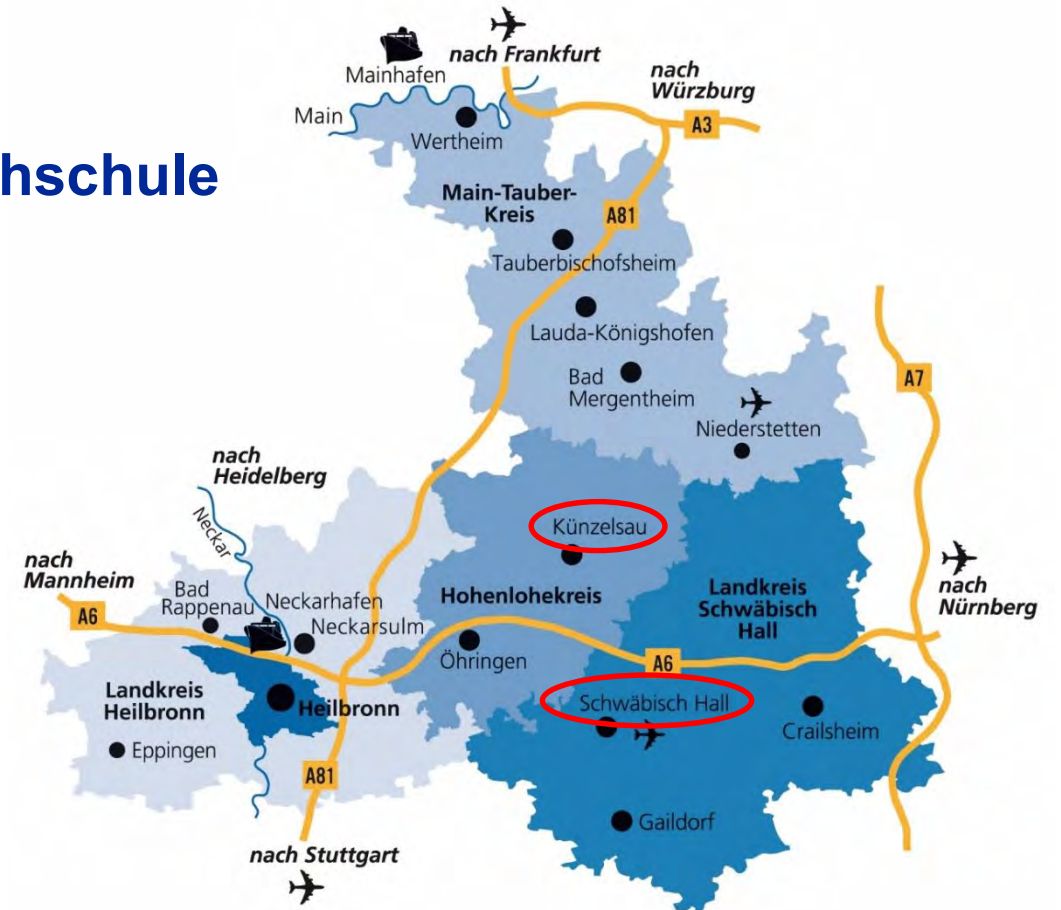 nach Frankfurt
Mainhafen
nach
Würzburg
Main
A3
Wertheim
hschule
Main-Tauber-
Kreis
A81
Tauberbischofsheim
Lauda-Königshofen
Bad
Mergentheim
A7
Niederstetten
nach
Heidelberg
Neckar
Künzelsau
nach
Mannheim
nach
Nürnberg
Bad
Rappenau
Neckarhafen
Hohenlohekreis
Landkreis
Schwäbisch
Hall
A6
Neckarsulm
Öhringen
A6
Landkreis
Heilbronn
Heilbronn
Schwäbisch Hall
Crailsheim
Eppingen
A81
Gaildorf
nach Stuttgart